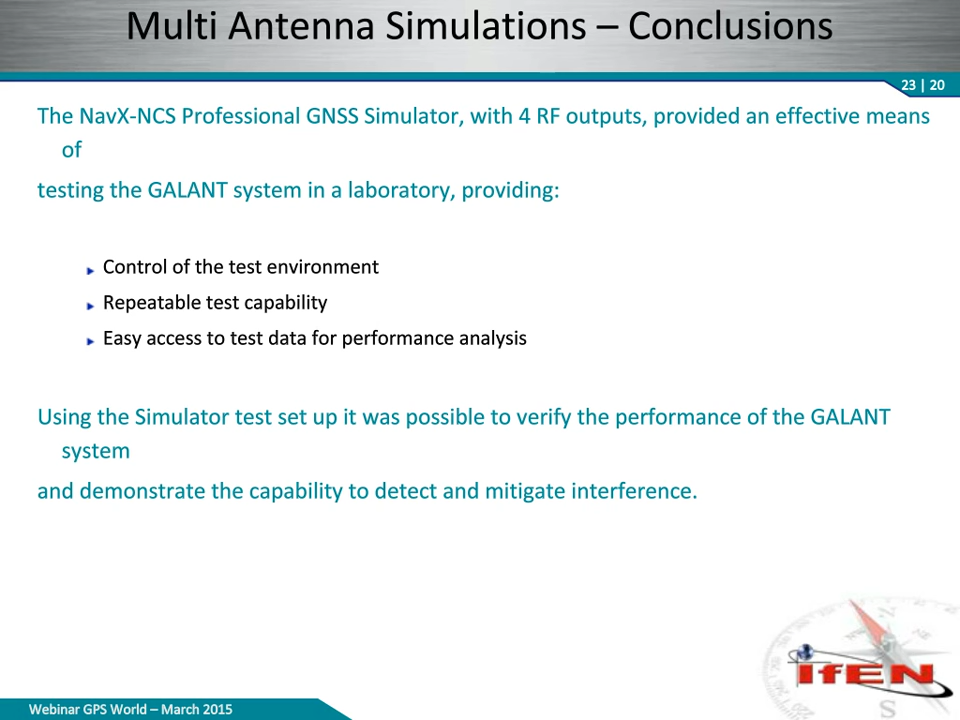 Multi Antenna Simulations – Conclusions
23 | 20
The NavX-NCS Professional GNSS Simulator, with 4 RF outputs, provided an effective means
of
testing the GALANT system in a laboratory, providing:
Control of the test environment
Repeatable test capability
Easy access to test data for performance analysis
Using the Simulator test set up it was possible to verify the performance of the GALANT
system
and demonstrate the capability to detect and mitigate interference.
ifEN
S
Webinar GPS World – March 2015